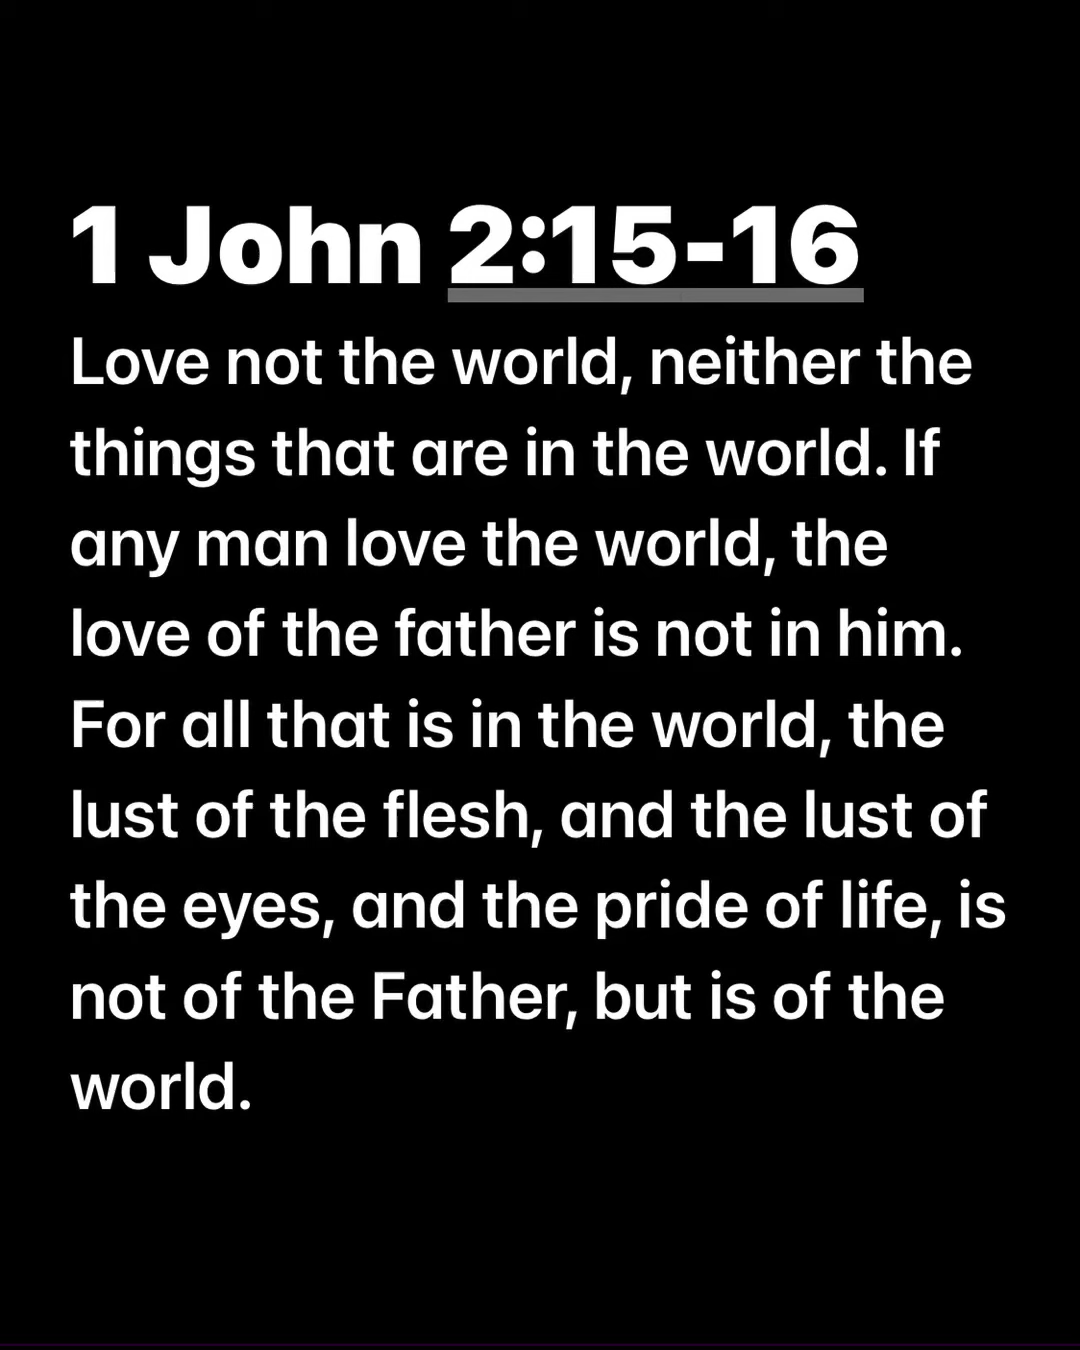 1 John 2:15-16
Love not the world, neither the
things that are in the world. If
any man love the world, the
love of the father is not in him.
For all that is in the world, the
lust of the flesh, and the lust of
the eyes, and the pride of life, is
not of the Father, but is of the
world.